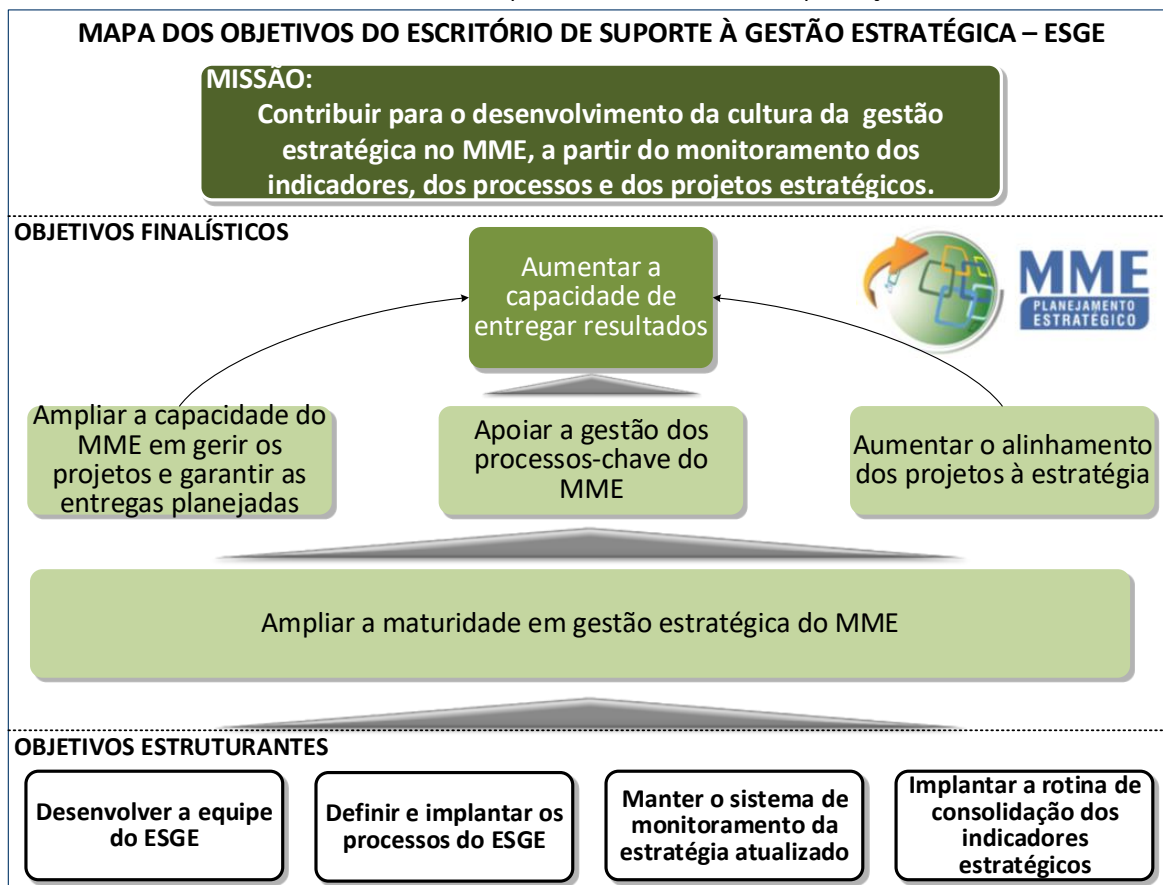 MAPA DOS OBJETIVOS DO ESCRITÓRIO DE SUPORTE À GESTÃO ESTRATÉGICA – ESGE
MISSÃO:
Contribuir para o desenvolvimento da cultura da gestão
estratégica no MME, a partir do monitoramento dos
indicadores, dos processos e dos projetos estratégicos.
OBJETIVOS FINALÍSTICOS
Aumentar a
capacidade de
entregar resultados
MME
PLANEJAMENTO
ESTRATÉGICO
Ampliar a capacidade do
MME em gerir os
projetos e garantir as
entregas planejadas
Apoiar a gestão dos
processos-chave do
MME
Aumentar o alinhamento
dos projetos à estratégia
Ampliar a maturidade em gestão estratégica do MME
OBJETIVOS ESTRUTURANTES
Desenvolver a equipe
do ESGE
Definir e implantar os
processos do ESGE
Manter o sistema de
monitoramento da
estratégia atualizado
Implantar a rotina de
consolidação dos
indicadores
estratégicos